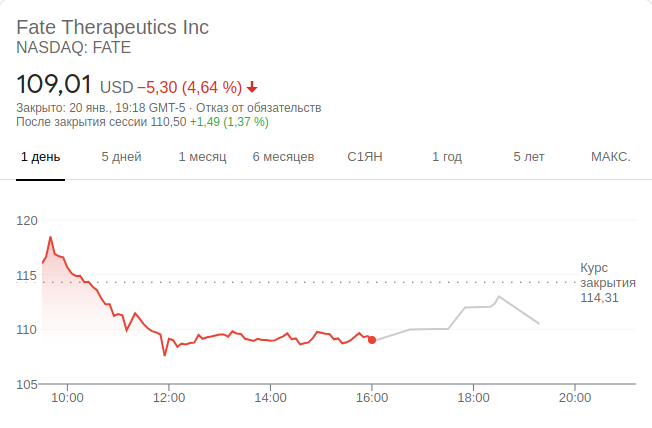 Fate Therapeutics Inc
NASDAQ: FATE
109,01 USD −5,30 (4,64 %)
Закрыто: 20 янв., 19:18 GMT-5 · Отказ от обязательств
После закрытия сессии 110,50 +1,49 (1,37 %)
1 день 5 дней 1 месяц 6 месяцев С1ЯН 1 год 5 лет МАКС.
120
115
110
105
Курс
закрытия
114,31
10:00 12:00 14:00 16:00 18:00 20:00